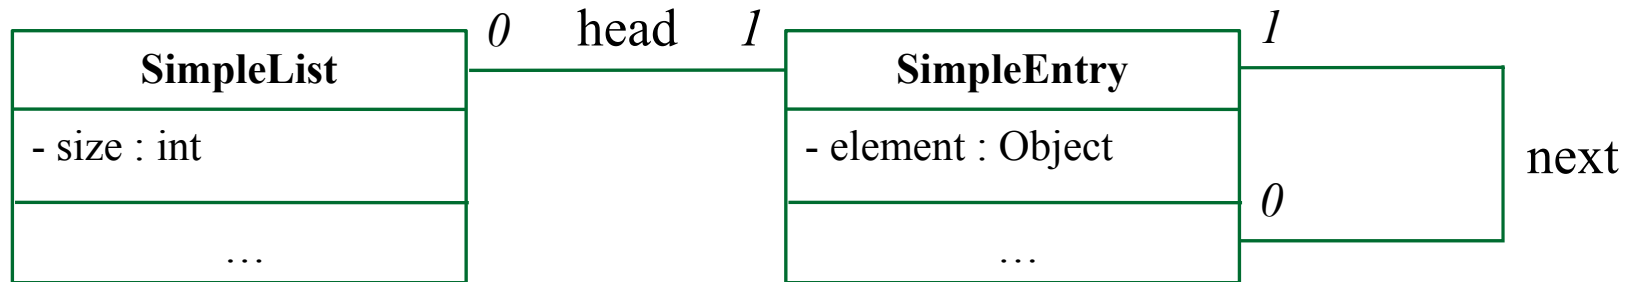 0 head 1
SimpleList
- size : int
…
SimpleEntry
- element : Object
…
1
next
0